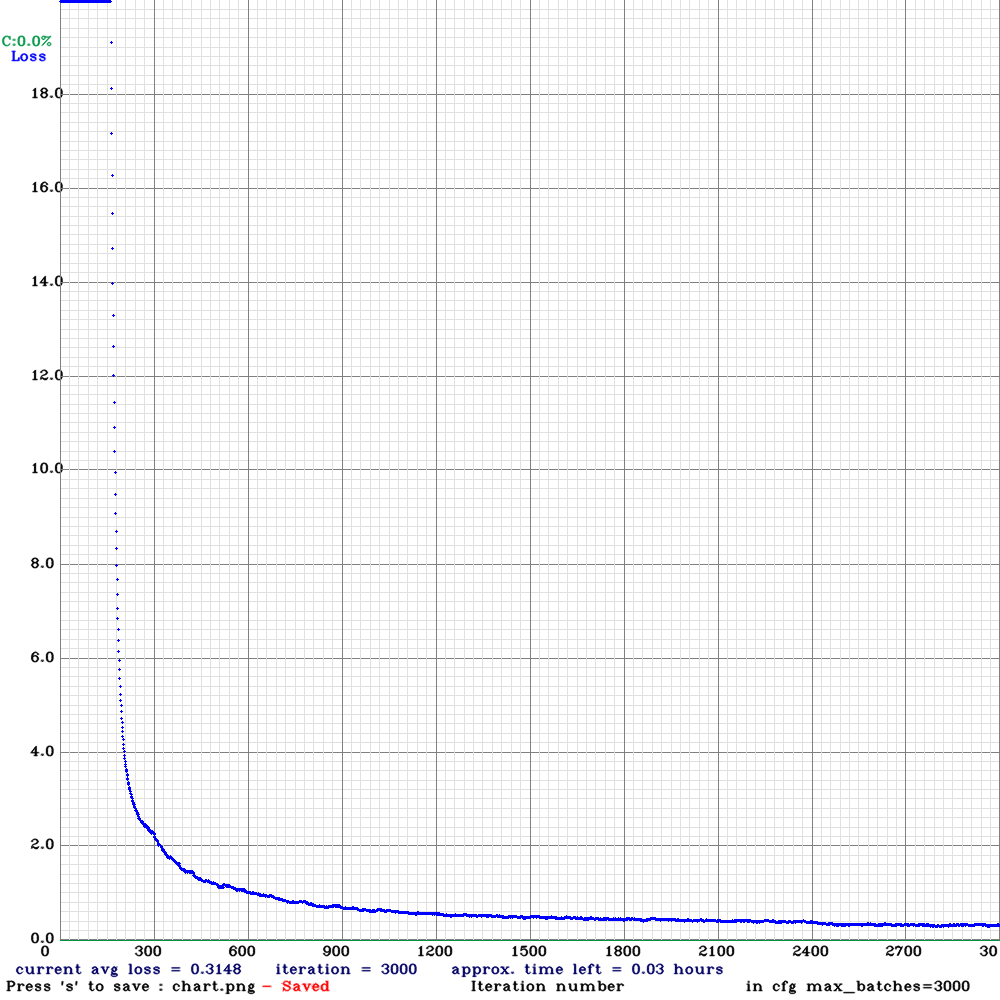 C:0.0%
Loss
18.0
16.0
14.0
12.0
10.0
8.0
6.0
4.0
2.0
0.0
0 300 600 900 1200 1500 1800 2100 2400 2700 30
current avg loss = 0.3148 iteration = 3000 approx. time left = 0.03 hours
Press 's' to save : chart.png - Saved Iteration number in cfg max_batches=3000